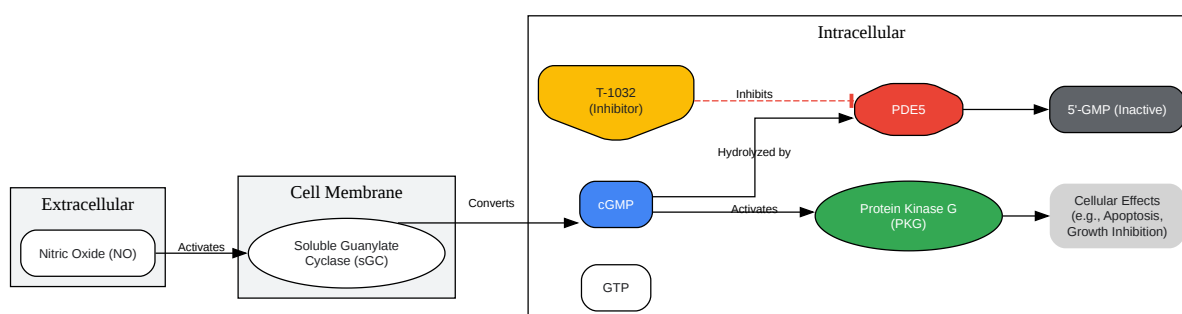 Intracellular
T-1032
(Inhibitor)
Inhibits
PDE5
5'-GMP (Inactive)
Hydrolyzed by
Extracellular
Nitric Oxide (NO)
Activates
Cell Membrane
Soluble Guanylate
Cyclase (sGC)
Converts
cGMP
Activates
Protein Kinase G
(PKG)
Cellular Effects
(e.g., Apoptosis,
Growth Inhibition)
GTP